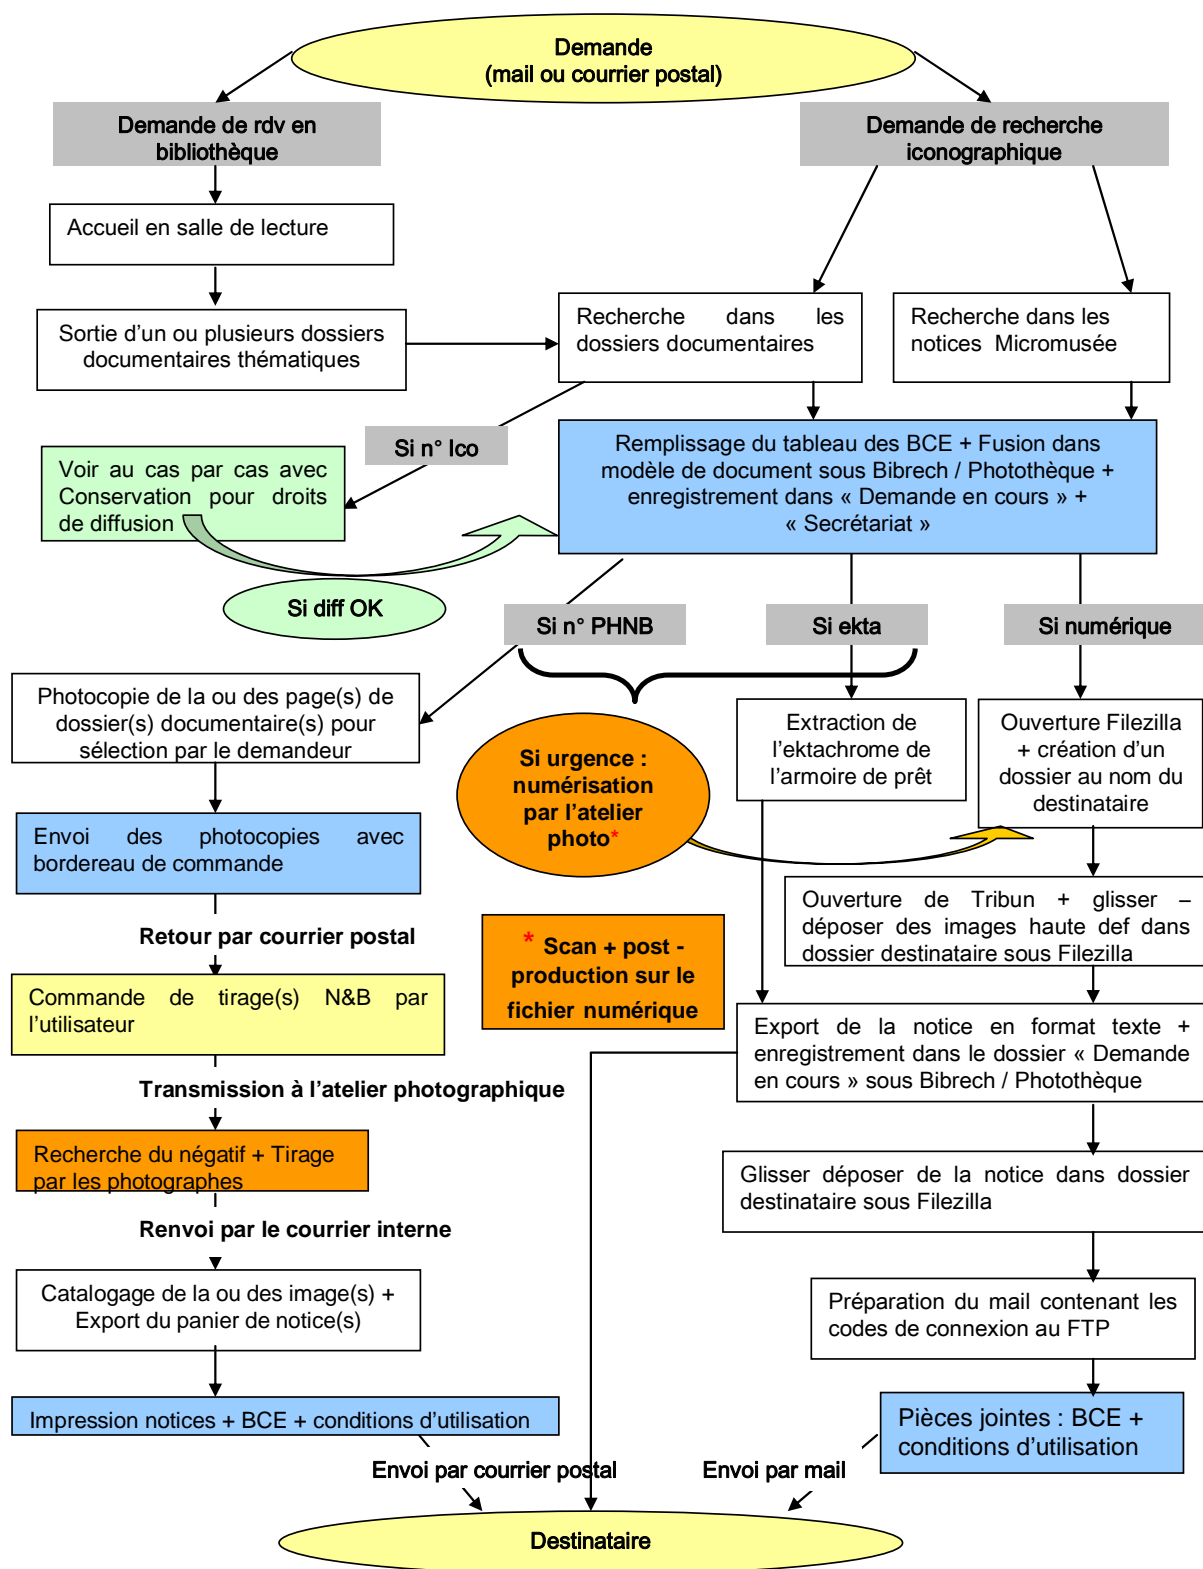 Demande
(mail ou courrier postal)
Demande de rdv en
bibliothèque
Demande de recherche
iconographique
Accueil en salle de lecture
Sortie d'un ou plusieurs dossiers
documentaires thématiques
Recherche dans les
dossiers documentaires
Recherche dans les
notices Micromusée
Si n° Ico
Voir au cas par cas avec
Conservation pour droits
de diffusion
Remplissage du tableau des BCE + Fusion dans
modèle de document sous Bibrech / Photothèque +
enregistrement dans « Demande en cours » +
« Secrétariat »
Si diff OK
Si n° PHNB
Si ekta
Si numérique
Photocopie de la ou des page(s) de
dossier(s) documentaire(s) pour
sélection par le demandeur
Si urgence :
numérisation
par l'atelier
photo*
Extraction de
l'ektachrome de
l'armoire de prêt
Ouverture Filezilla
+ création d'un
dossier au nom du
destinataire
Envoi des photocopies avec
bordereau de commande
Ouverture de Tribun + glisser –
déposer des images haute def dans
dossier destinataire sous Filezilla
Retour par courrier postal
* Scan + post -
production sur le
fichier numérique
Commande de tirage(s) N&B par
l'utilisateur
Export de la notice en format texte +
enregistrement dans le dossier « Demande
en cours » sous Bibrech / Photothèque
Transmission à l'atelier photographique
Recherche du négatif + Tirage
par les photographes
Glisser déposer de la notice dans dossier
destinataire sous Filezilla
Renvoi par le courrier interne
Catalogage de la ou des image(s) +
Export du panier de notice(s)
Préparation du mail contenant les
codes de connexion au FTP
Impression notices + BCE + conditions d'utilisation
Pièces jointes : BCE +
conditions d'utilisation
Envoi par courrier postal
Envoi par mail
Destinataire